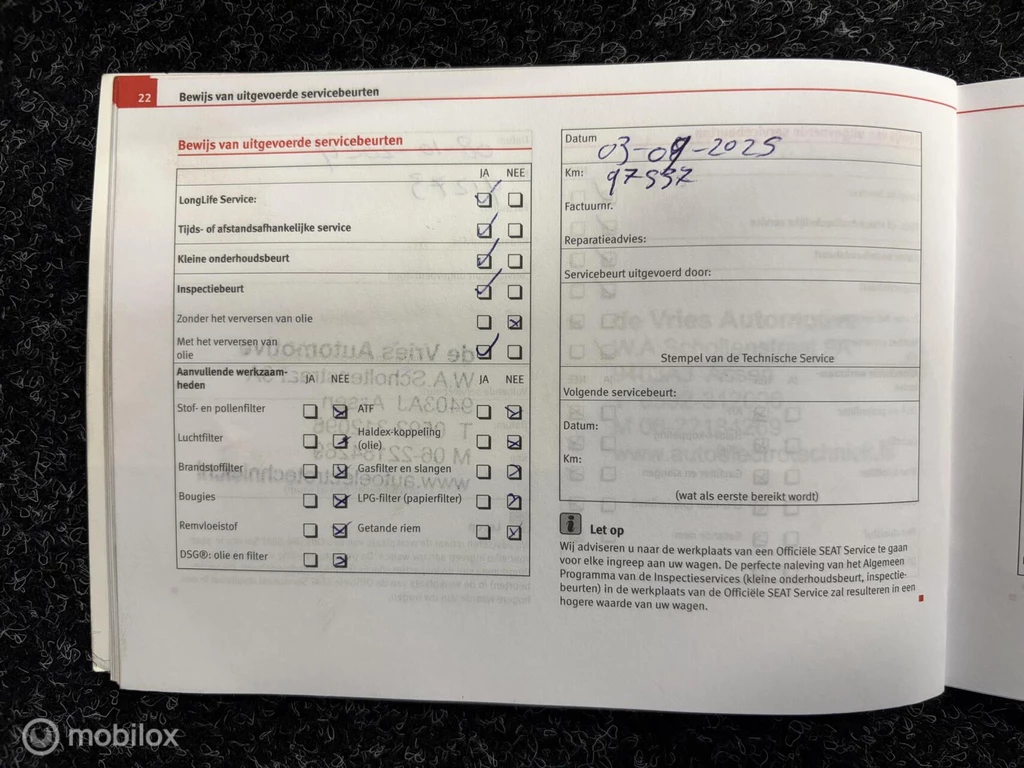 22
Bewijs van uitgevoerde servicebeurten
Bewijs van uitgevoerde servicebeurten
JA NEE
LongLife Service:
Tijds- of afstandsafhankelijke service
Kleine onderhoudsbeurt
Inspectiebeurt
Zonder het verversen van olie
Met het verversen van
olie
Aanvullende werkzaam-
heden
JA NEE
JA NEE
Stof- en pollenfilter
ATF
Luchtfilter
Haldex-koppeling
(olie)
Brandstoffilter
Gasfilter en slangen
Bougies
LPG-filter (papierfilter)
Remvloeistof
Getande riem
DSG®: olie en filter
Datum
03-09-2025
Km:
97537
Factuurnr.
Reparatieadvies:
Servicebeurt uitgevoerd door:
Stempel van de Technische Service
Volgende servicebeurt:
Datum:
Km:
(wat als eerste bereikt wordt)
i Let op
Wij adviseren u naar de werkplaats van een Officiële SEAT Service te gaan
voor elke ingreep aan uw wagen. De perfekte naleving van het Algemeen
Programma van de Inspectieservices (kleine onderhoudsbeurt, inspectie-
beurten) in de werkplaats van de Officiële SEAT Service zal resulteren in een
hogere waarde van uw wagen.
mobilox